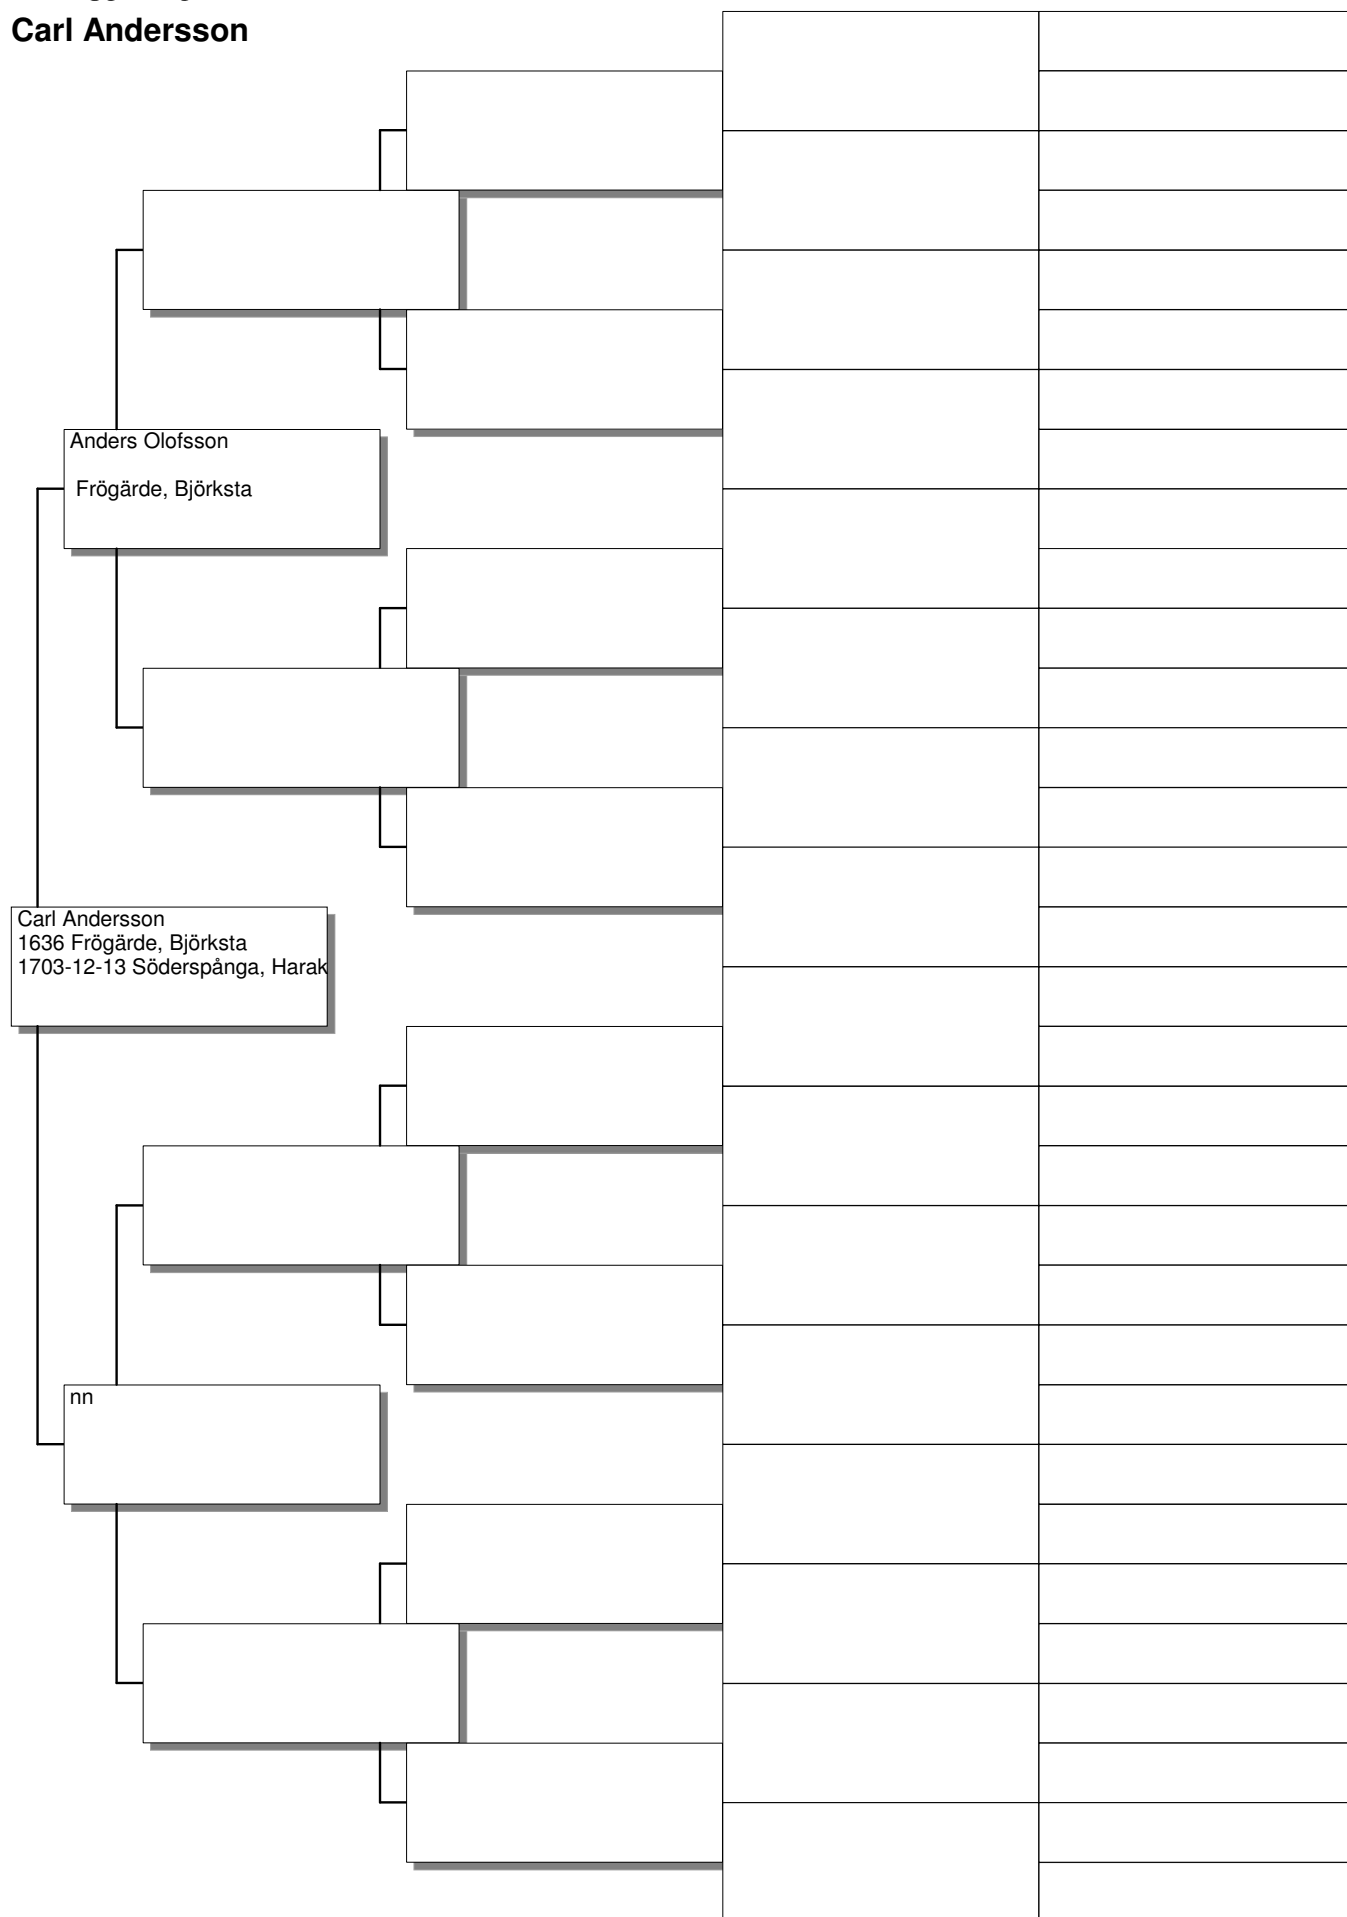 Carl Andersson
Anders Olofsson
Frögärde, Björksta
Carl Andersson
1636 Frögärde, Björksta
1703-12-13 Söderspånga, Harak
nn